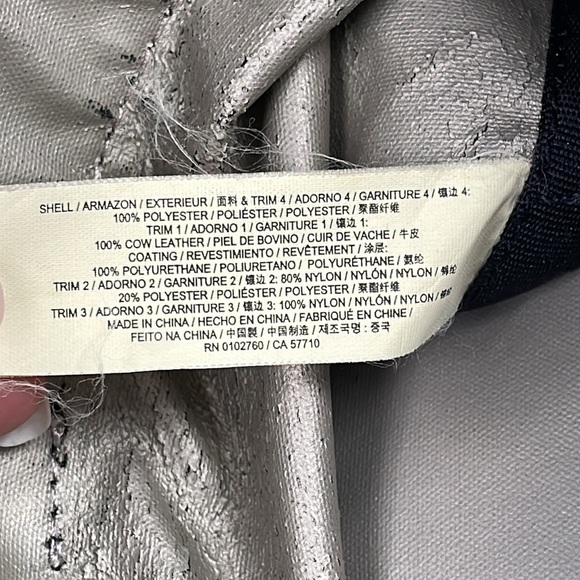 SHELL / ARMAZON / EXTERIEUR / 面料 & TRIM 4 / ADORNO 4 / GARNITURE 4 / 镶边 4:
100% POLYESTER / POLIÉSTER / POLYESTER / 聚酯纤维
TRIM 1 / ADORNO 1 / GARNITURE 1 / 镶边 1:
100% COW LEATHER / PIEL DE BOVINO / CUIR DE VACHE / 牛皮
COATING / REVESTIMIENTO / REVÊTEMENT / 涂层:
100% POLYURETHANE / POLIURETANO / POLYURÉTHANE / 氨纶
TRIM 2 / ADORNO 2 / GARNITURE 2 / 镶边 2: 80% NYLON / NYLÓN / NYLON / 锦纶
20% POLYESTER / POLIÉSTER / POLYESTER / 聚酯纤维
TRIM 3 / ADORNO 3 / GARNITURE 3 / 镶边 3: 100% NYLON / NYLÓN / NYLON / 锦纶
MADE IN CHINA / HECHO EN CHINA / FABRIQUÉ EN CHINE /
FEITO NA CHINA / 中国製 / 中国制造 / 제조국명 : 중국
RN 0102760 / CA 57710